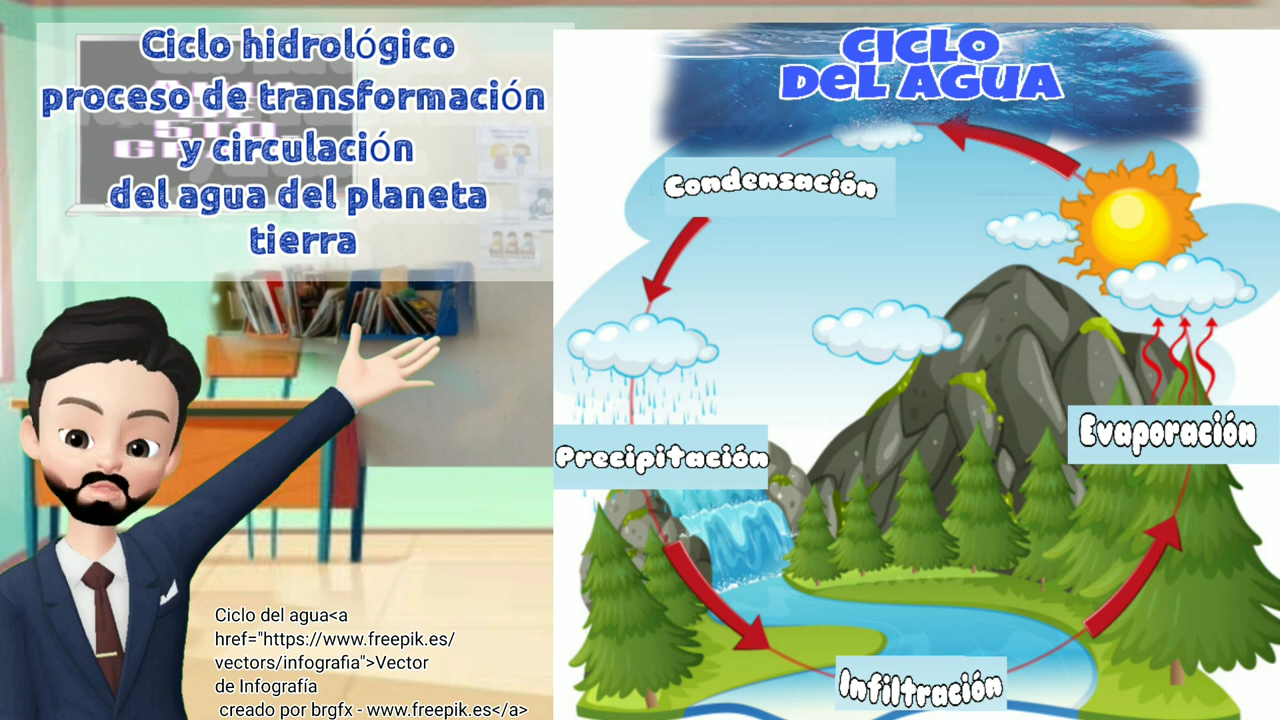 Ciclo hidrológico
proceso de transformación
y circulación
del agua del planeta
tierra
CICLO
DEL AGUA
Condensación
Precipitación
Evaporación
Infiltración
Ciclo del agua<a
href="https://www.freepik.es/
vectors/infografia">Vector
de Infografía
creado por brgfx - www.freepik.es</a>